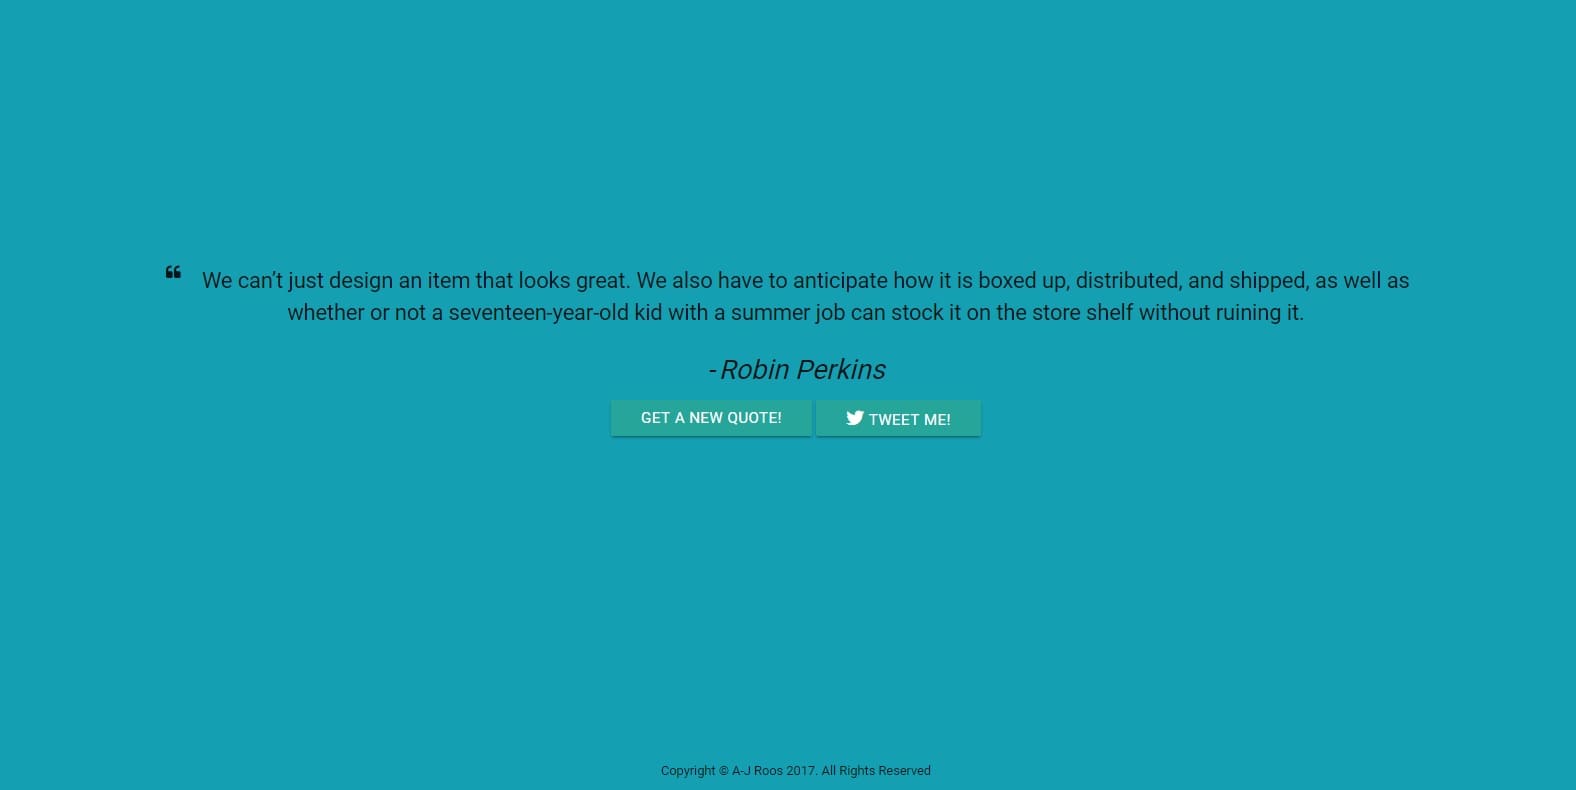 ❝ We can’t just design an item that looks great. We also have to anticipate how it is boxed up, distributed, and shipped, as well as
whether or not a seventeen-year-old kid with a summer job can stock it on the store shelf without ruining it.
- Robin Perkins
GET A NEW QUOTE! TWEET ME!
Copyright © A-J Roos 2017. All Rights Reserved